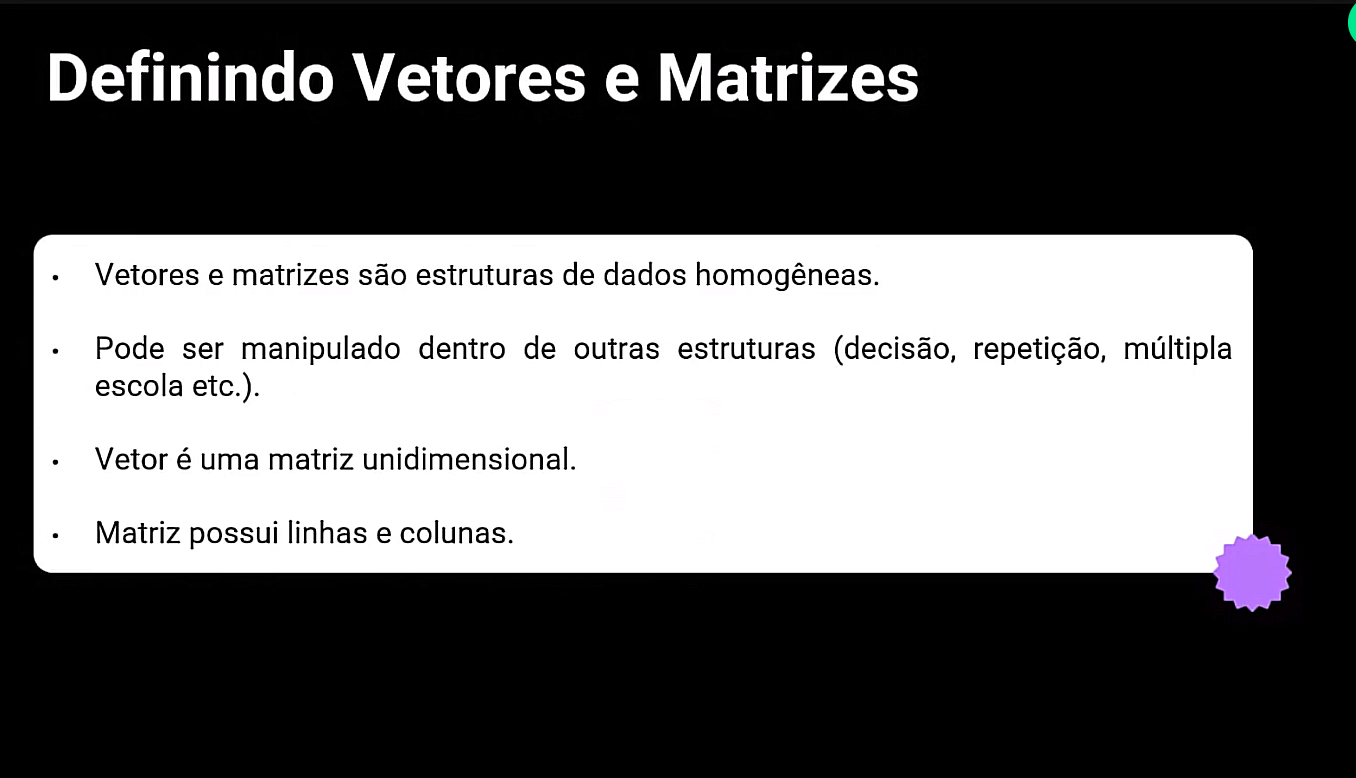 Definindo Vetores e Matrizes
• Vetores e matrizes são estruturas de dados homogêneas.
• Pode ser manipulado dentro de outras estruturas (decisão, repetição, múltipla
escola etc.).
• Vetor é uma matriz unidimensional.
• Matriz possui linhas e colunas.